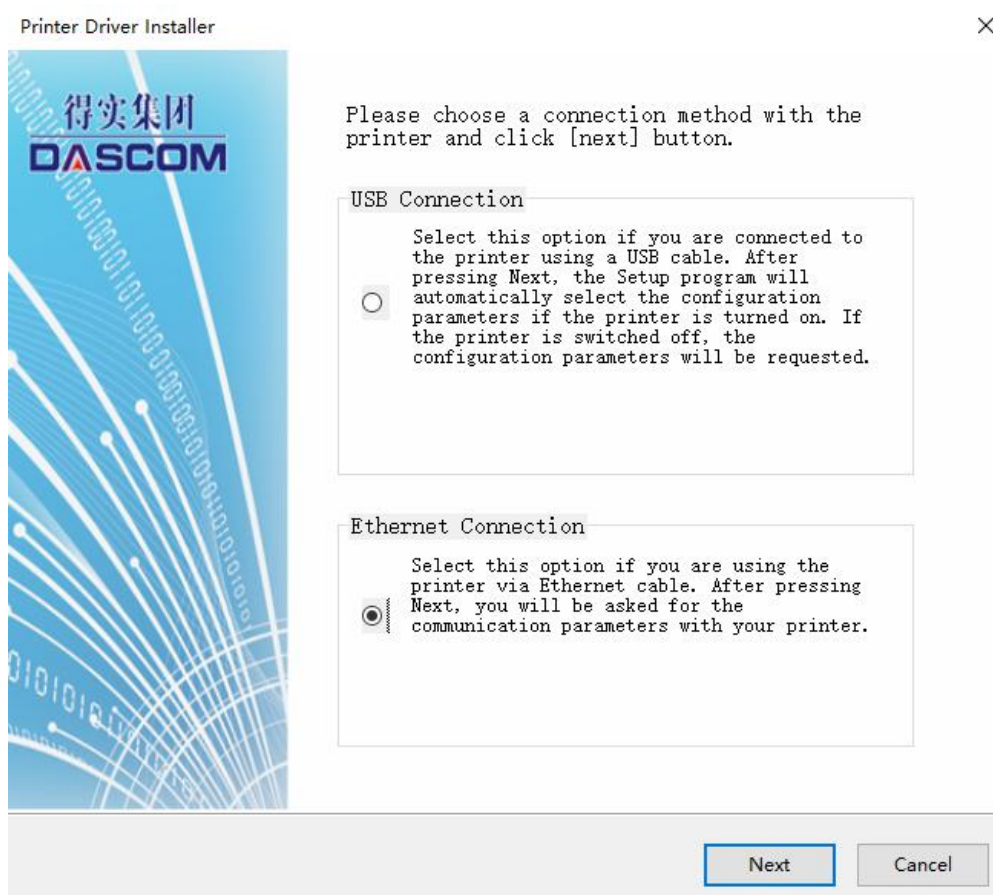 Printer Driver Installer
得实集团
DASCOM
Please choose a connection method with the
printer and click [next] button.
USB Connection
Select this option if you are connected to
the printer using a USB cable. After
pressing Next, the Setup program will
automatically select the configuration
parameters if the printer is turned on. If
the printer is switched off, the
configuration parameters will be requested.
Ethernet Connection
Select this option if you are using the
printer via Ethernet cable. After pressing
Next, you will be asked for the
communication parameters with your printer.
Next
Cancel